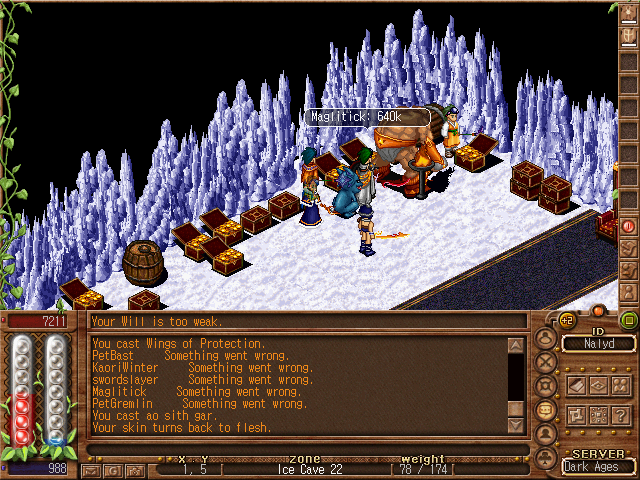 Maglitick: 640k
7211
Your Will is too weak.
You cast Wings of Protection.
PetBast Something went wrong.
KaoriWinter Something went wrong.
swordslayer Something went wrong.
Maglitick Something went wrong.
PetGremlin Something went wrong.
You cast ao sith gar.
Your skin turns back to flesh.
+2
ID
Nalyd
G
?
988
x y zone weight
1, 5 [ Ice Cave 22 [ 78 / 174 [
SERVER
Dark Ages